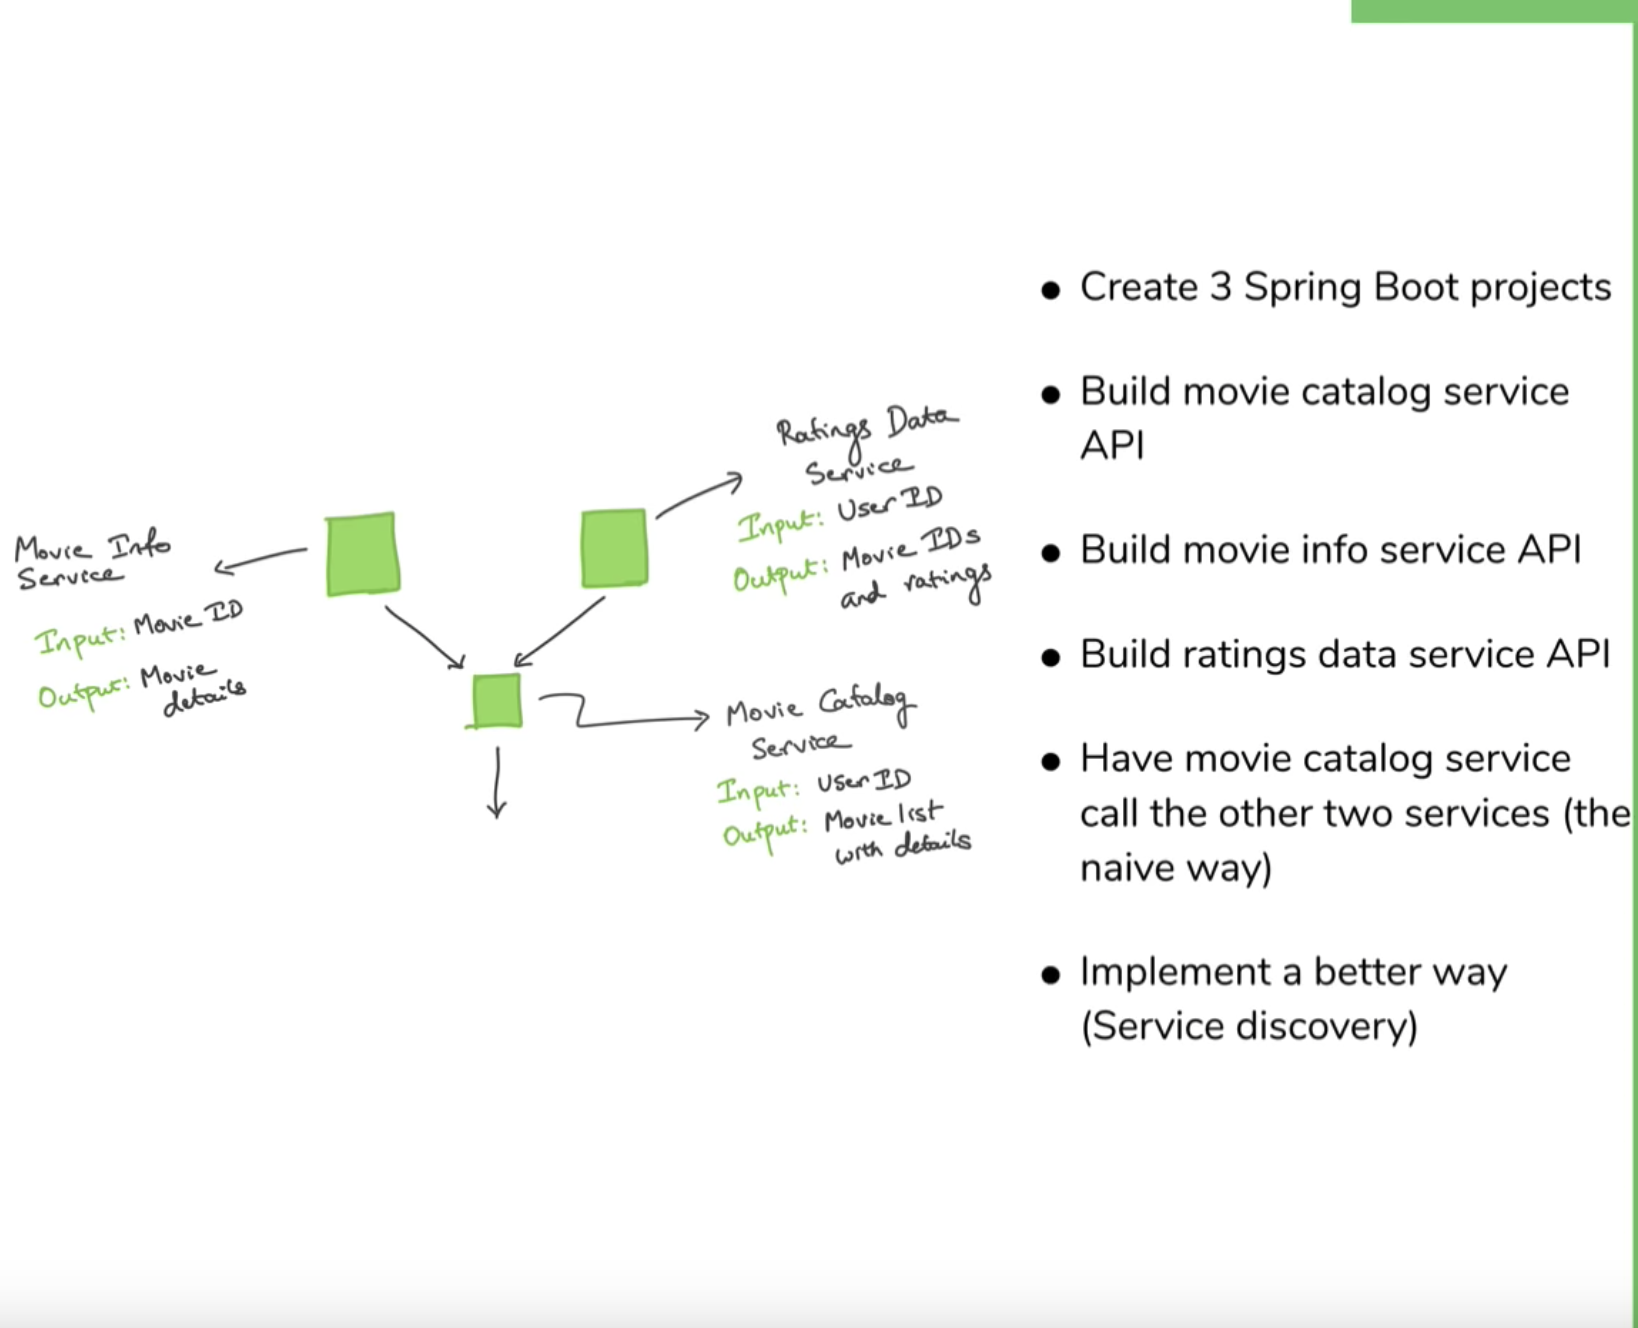 Movie Info
Service
Input: Movie ID
Output: Movie
details
Ratings Data
Service
Input: User ID
Output: Movie IDs
and ratings
Movie Catalog
Service
Input: User ID
Output: Movie list
with details
● Create 3 Spring Boot projects
● Build movie catalog service
API
● Build movie info service API
● Build ratings data service API
● Have movie catalog service
call the other two services (the
naive way)
● Implement a better way
(Service discovery)